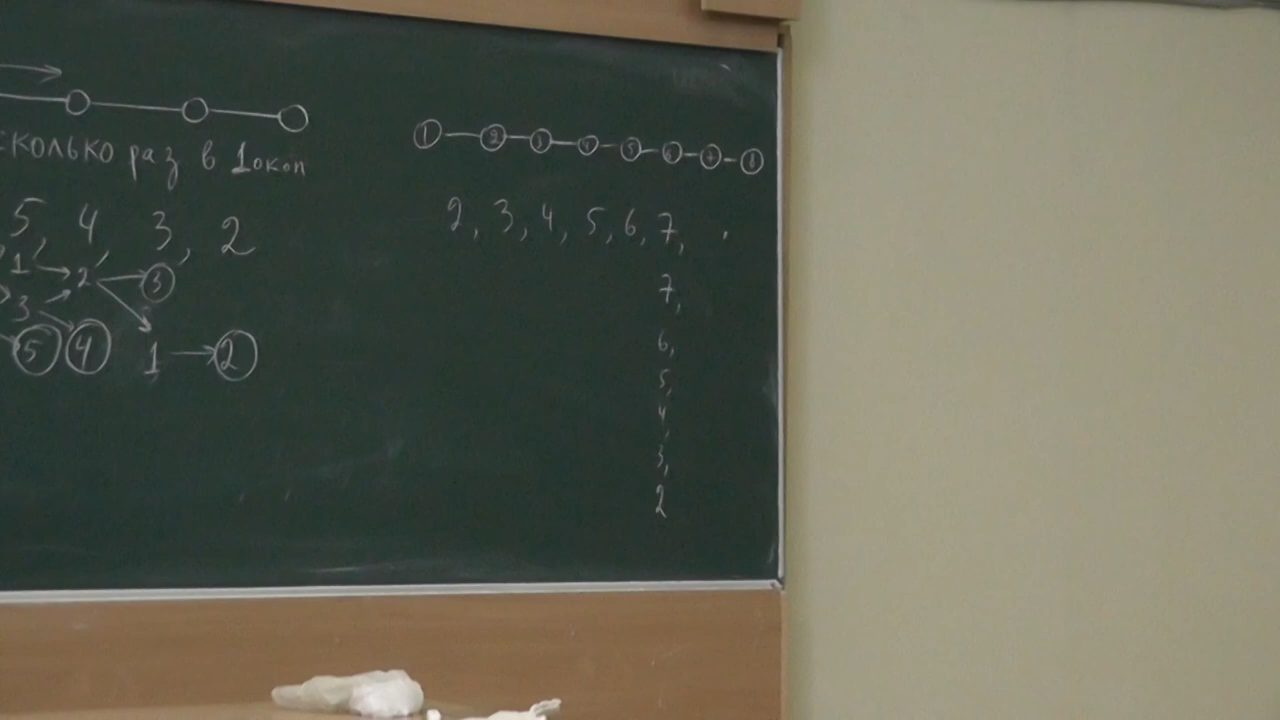 сколько раз в 1окоп
5, 4, 3, 2
1 → 2 → 3
3
5 4 1 → 2
1 2 3 4 5 6 7 8
2, 3, 4, 5, 6, 7,
7,
6,
5,
4,
3,
2